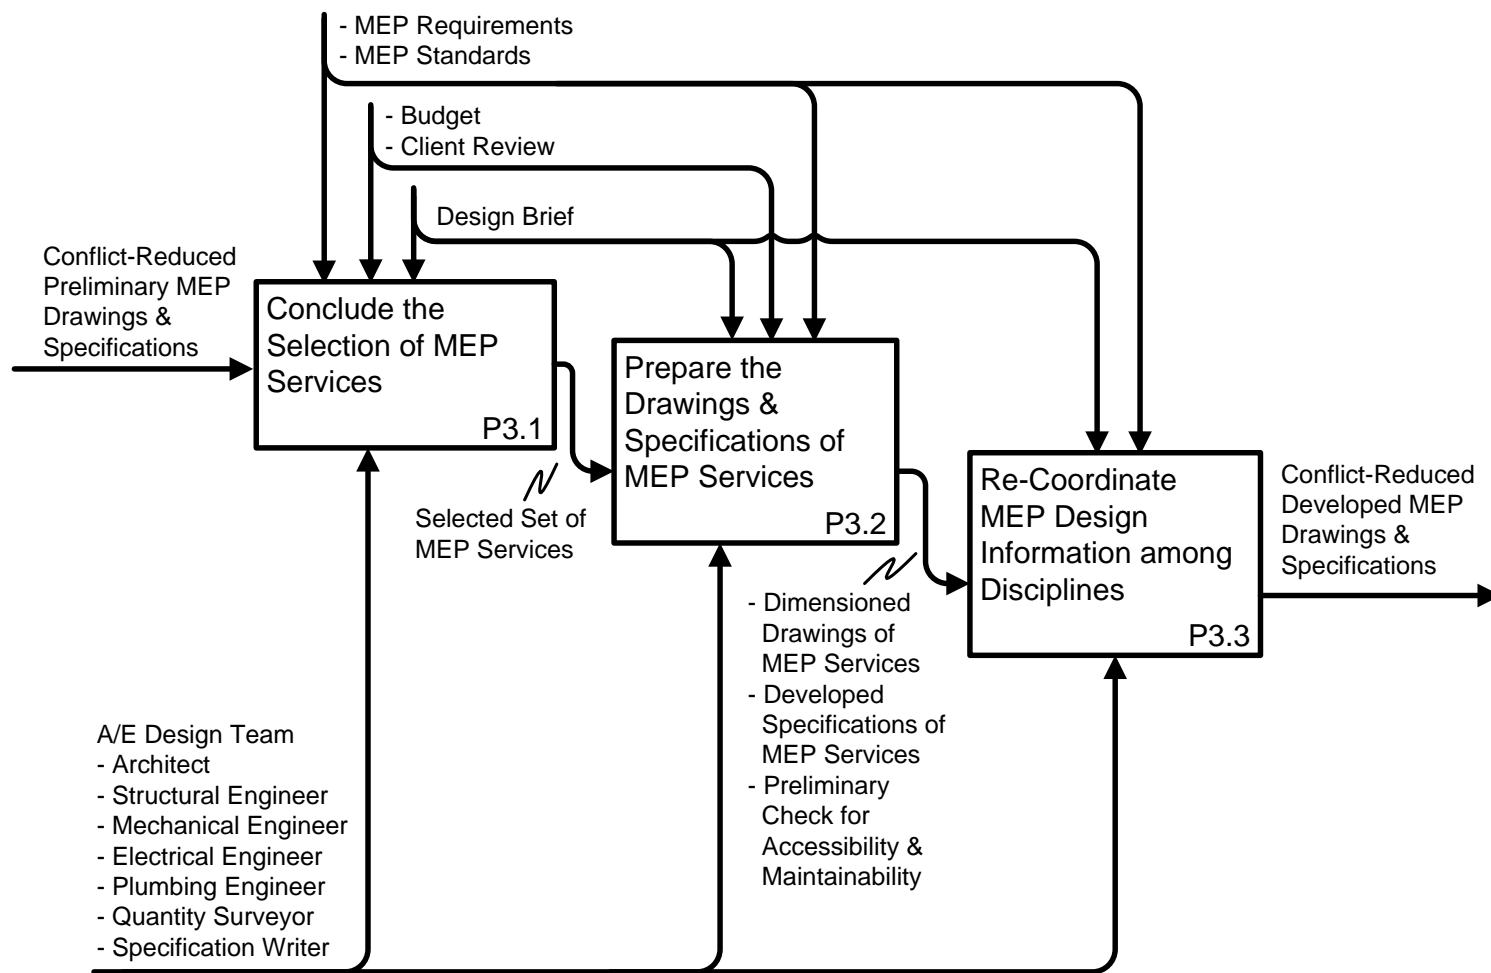 - MEP Requirements
- MEP Standards
- Budget
- Client Review
Design Brief
Conflict-Reduced
Preliminary MEP
Drawings &
Specifications
Conclude the
Selection of MEP
Services
P3.1
Selected Set of
MEP Services
Prepare the
Drawings &
Specifications of
MEP Services
P3.2
- Dimensioned
Drawings of
MEP Services
- Developed
Specifications of
MEP Services
- Preliminary
Check for
Accessibility &
Maintainability
Re-Coordinate
MEP Design
Information among
Disciplines
P3.3
Conflict-Reduced
Developed MEP
Drawings &
Specifications
A/E Design Team
- Architect
- Structural Engineer
- Mechanical Engineer
- Electrical Engineer
- Plumbing Engineer
- Quantity Surveyor
- Specification Writer